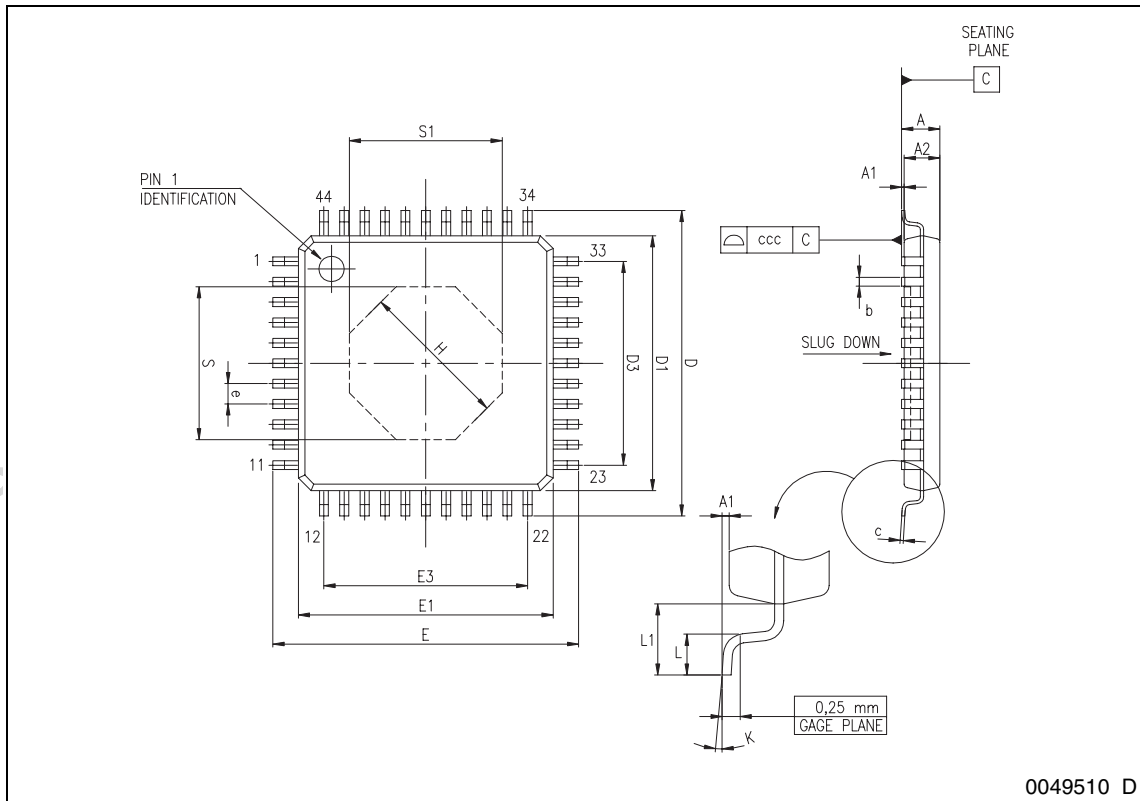 SEATING
PLANE
C
A
A2
A1
S1
PIN 1
IDENTIFICATION
44
34
ccc
C
1
33
b
SLUG DOWN
S
e
H
D3
D1
D
11
23
12
22
A1
c
E3
E1
E
L1
L
0,25 mm
GAGE PLANE
K
0049510 D